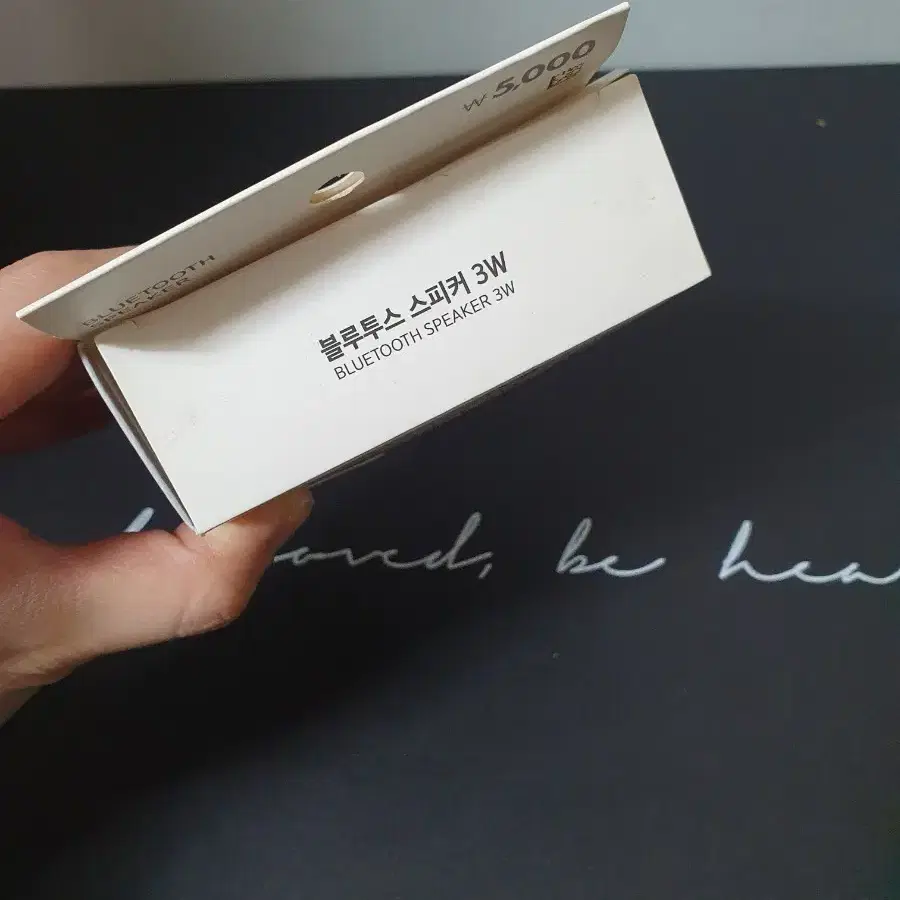 ₩ 5,000
BLUETOOTH
SPEAKER
블루투스 스피커 3W
BLUETOOTH SPEAKER 3W
be